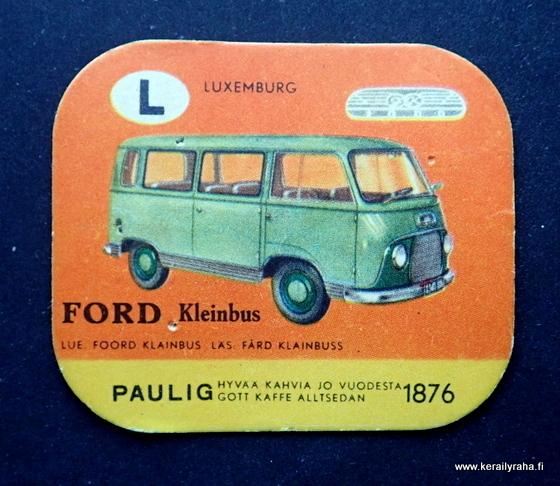 L
LUXEMBURG
FORD Kleinbus
LUE: FOORD KLAINBUS LÄS: FÅRD KLAINBUSS
PAULIG HYVÄÄ KAHVIA JO VUODESTA 1876
GOTT KAFFE ALLTSEDAN
www.kerailyraha.fi